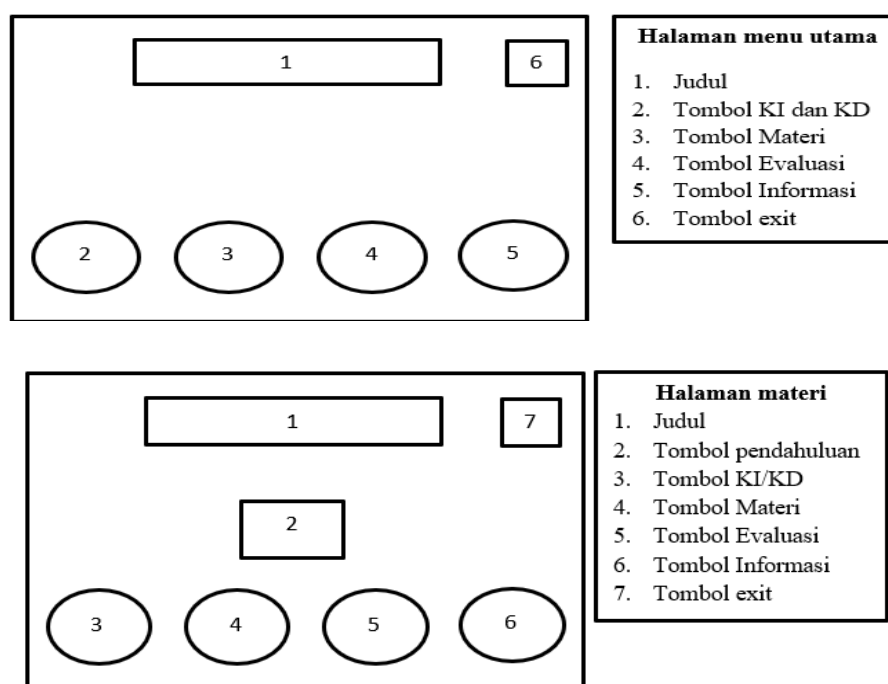 1
6
2
3
4
5
Halaman menu utama
1. Judul
2. Tombol KI dan KD
3. Tombol Materi
4. Tombol Evaluasi
5. Tombol Informasi
6. Tombol exit
1
7
2
3
4
5
6
Halaman materi
1. Judul
2. Tombol pendahuluan
3. Tombol KI/KD
4. Tombol Materi
5. Tombol Evaluasi
6. Tombol Informasi
7. Tombol exit